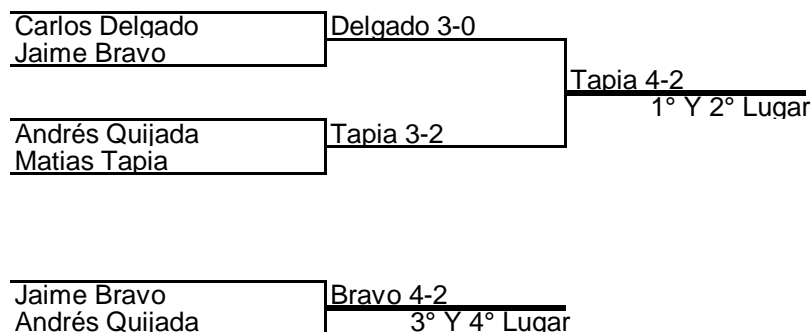 Carlos Delgado
Jaime Bravo
Delgado 3-0
Tapia 4-2
1° Y 2° Lugar
Andrés Quijada
Matias Tapia
Tapia 3-2
Jaime Bravo
Andrés Quijada
Bravo 4-2
3° Y 4° Lugar